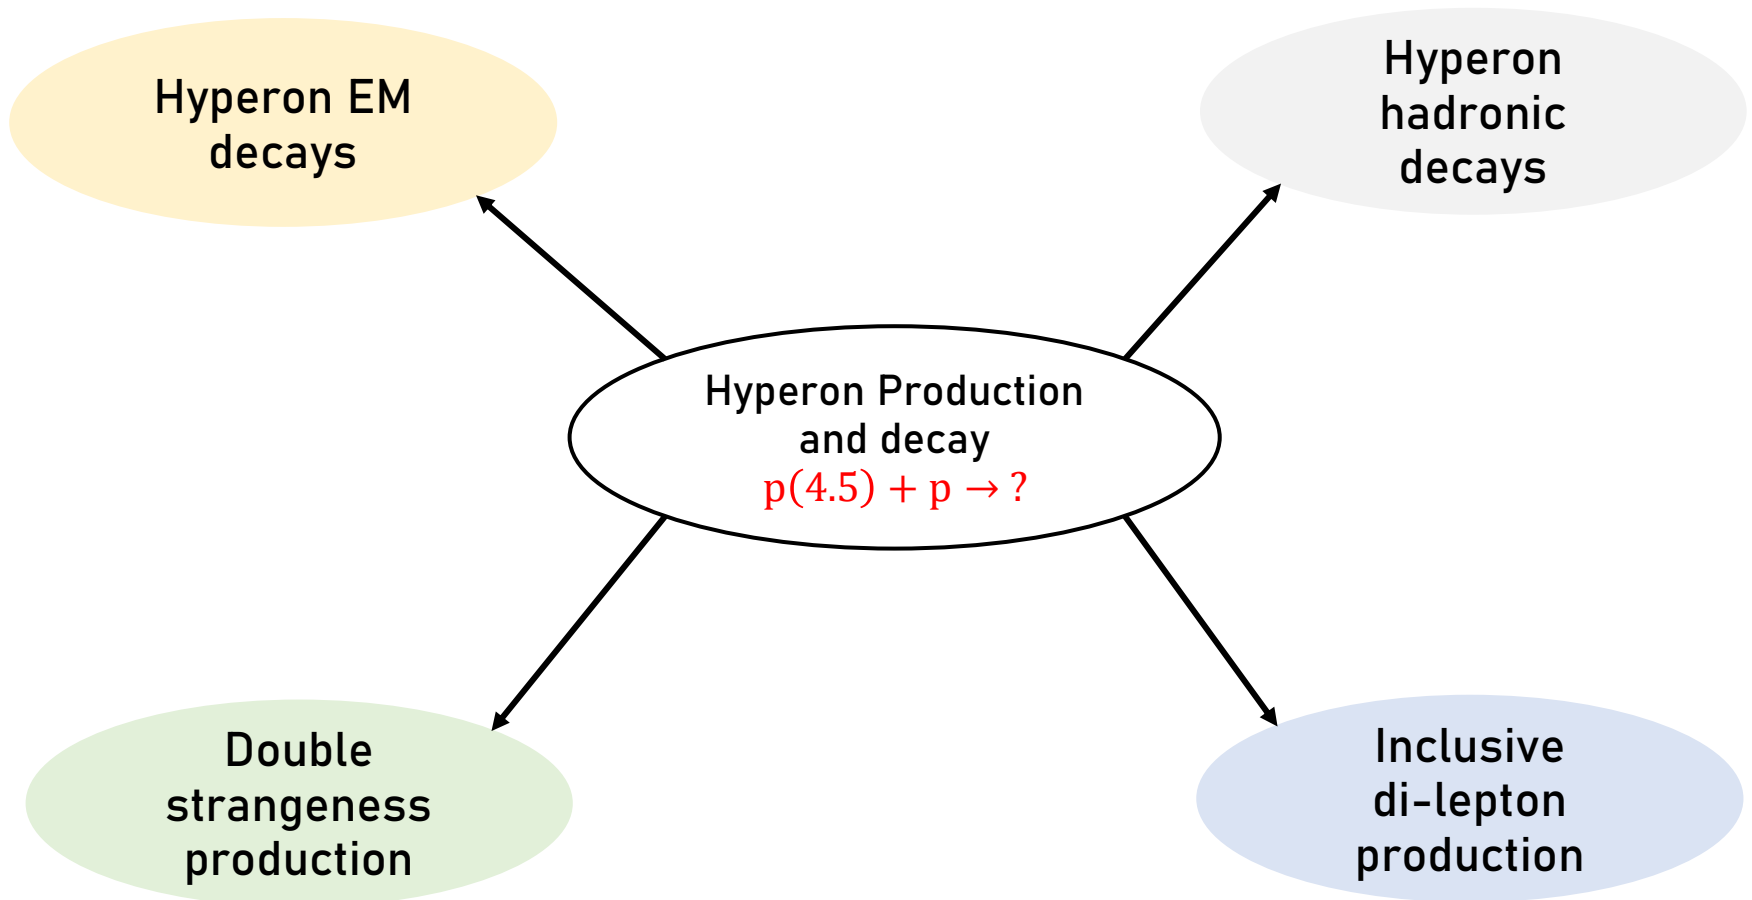 Hyperon EM
decays
Hyperon
hadronic
decays
Hyperon Production
and decay
p(4.5) + p → ?
Double
strangeness
production
Inclusive
di-lepton
production